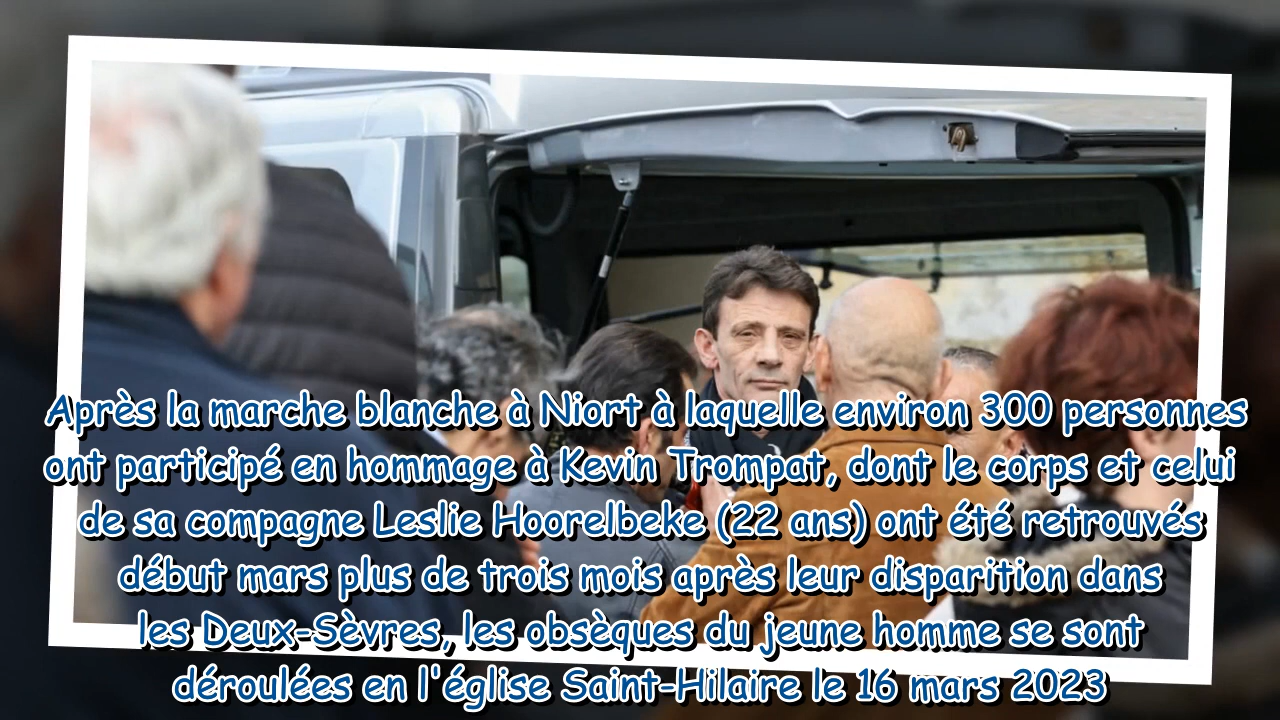 Après la marche blanche à Niort à laquelle environ 300 personnes
ont participé en hommage à Kevin Trompat, dont le corps et celui
de sa compagne Leslie Hoorelbeke (22 ans) ont été retrouvés
début mars plus de trois mois après leur disparition dans
les Deux-Sèvres, les obsèques du jeune homme se sont
déroulées en l'église Saint-Hilaire le 16 mars 2023